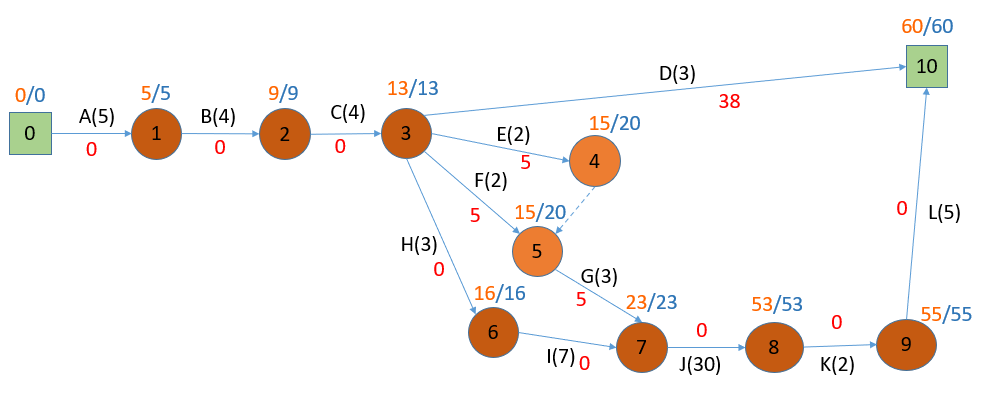 60/60
10
D(3)
38
0/0
5/5
9/9
13/13
A(5)
B(4)
C(4)
0
1
2
3
0
0
0
15/20
E(2)
5
4
F(2)
5
15/20
5
H(3)
0
G(3)
5
16/16
6
I(7)
0
23/23
7
0
J(30)
53/53
8
0
K(2)
55/55
9
0
L(5)